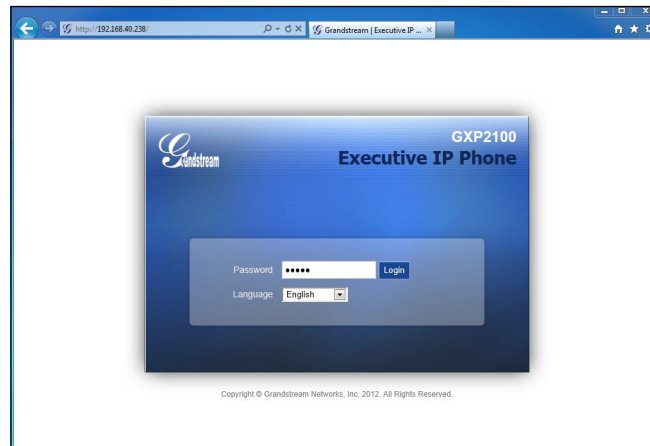 http://192.168.40.238/
Grandstream | Executive IP ...
Grandstream
GXP2100
Executive IP Phone
Password •••••
Login
Language English
Copyright © Grandstream Networks, Inc. 2012. All Rights Reserved.